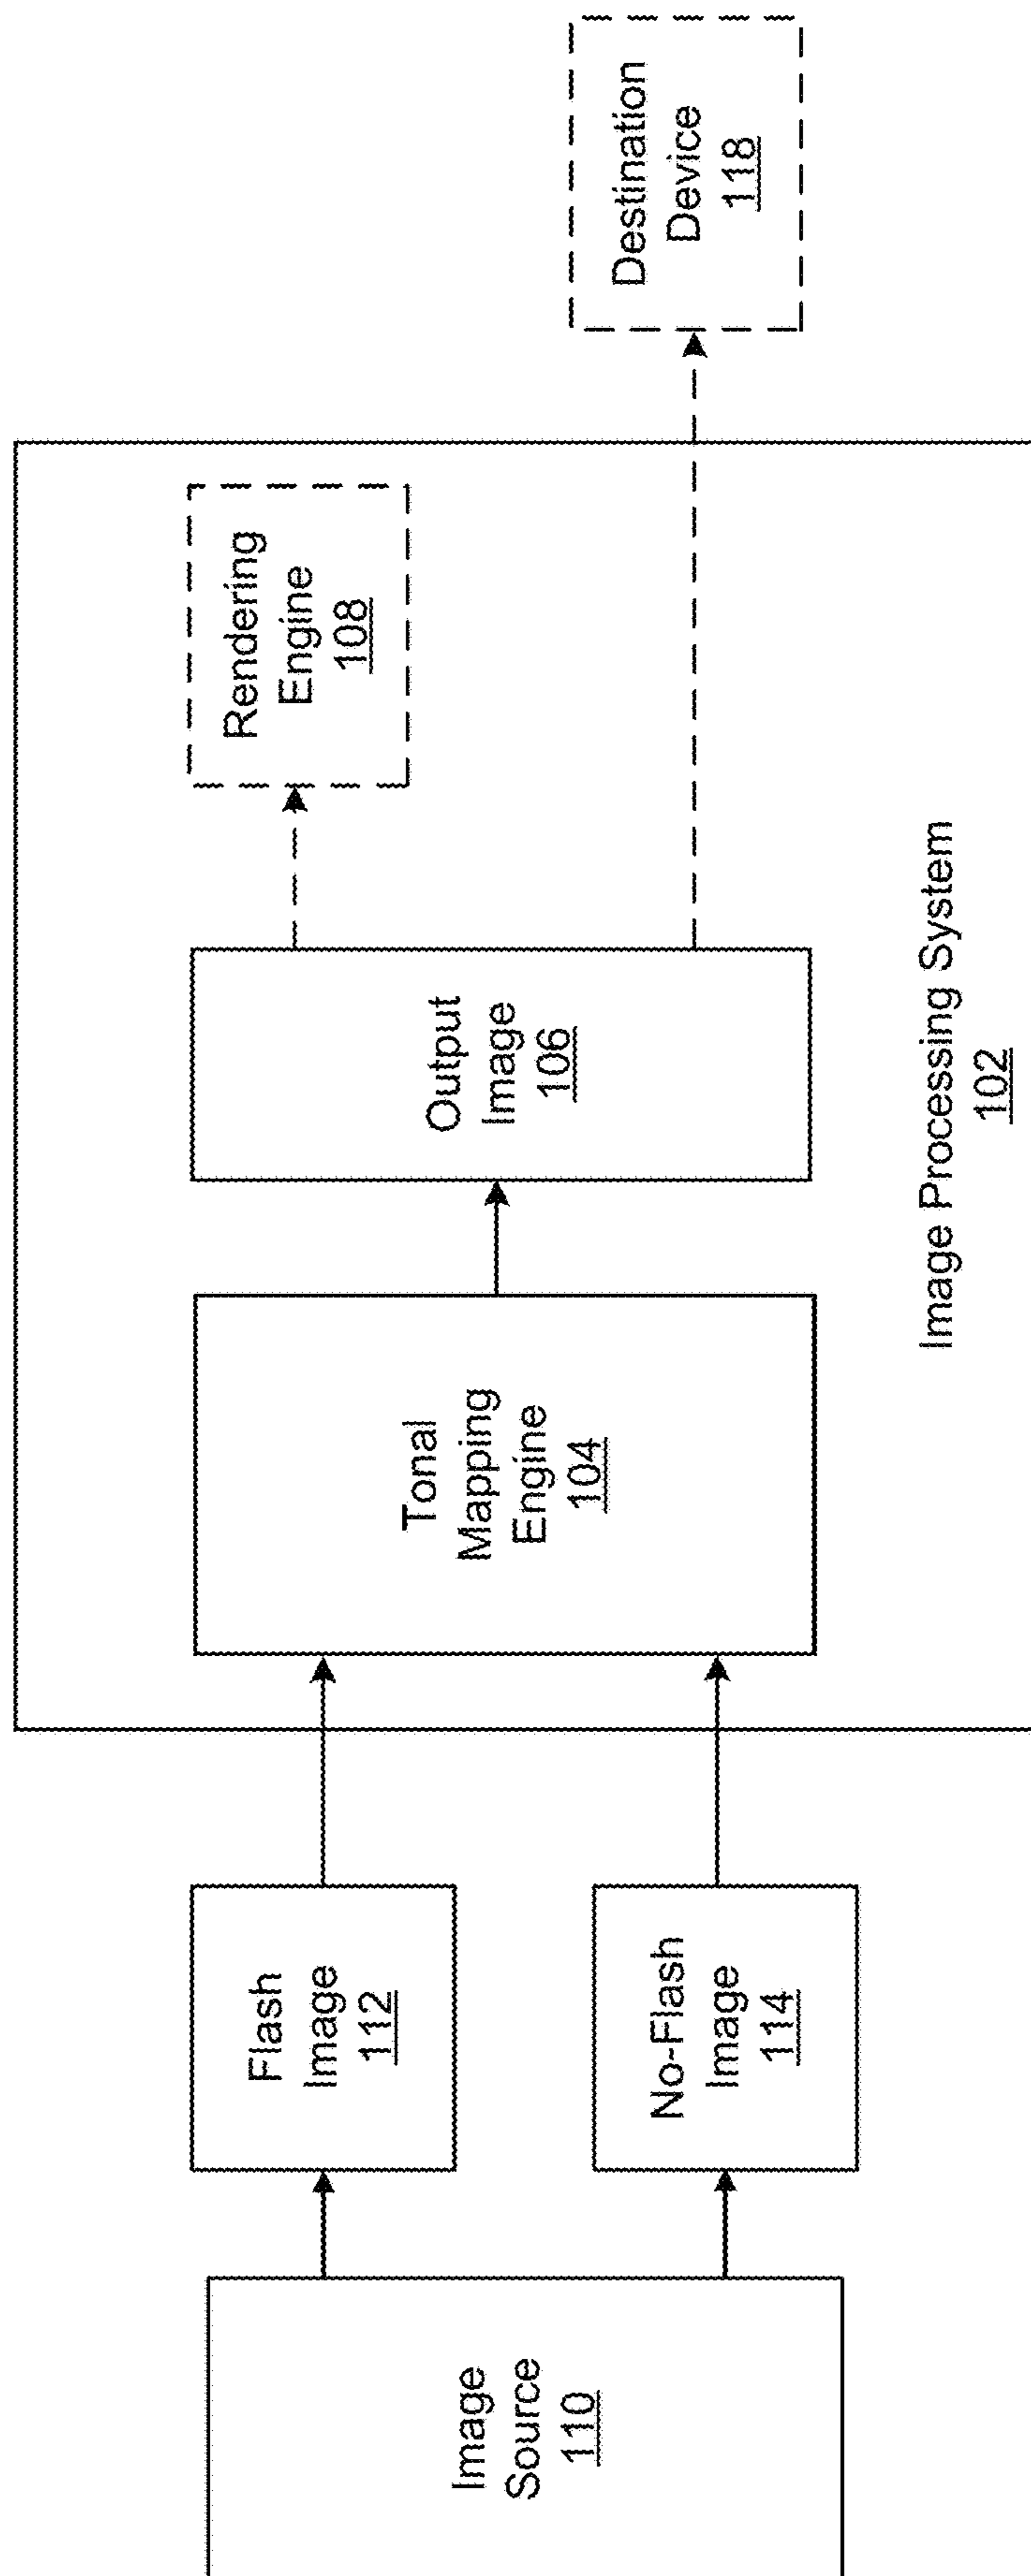 Image
Source
110
Flash
Image
112
No-Flash
Image
114
Tonal
Mapping
Engine
104
Output
Image
106
Rendering
Engine
108
Destination
Device
118
Image Processing System
102